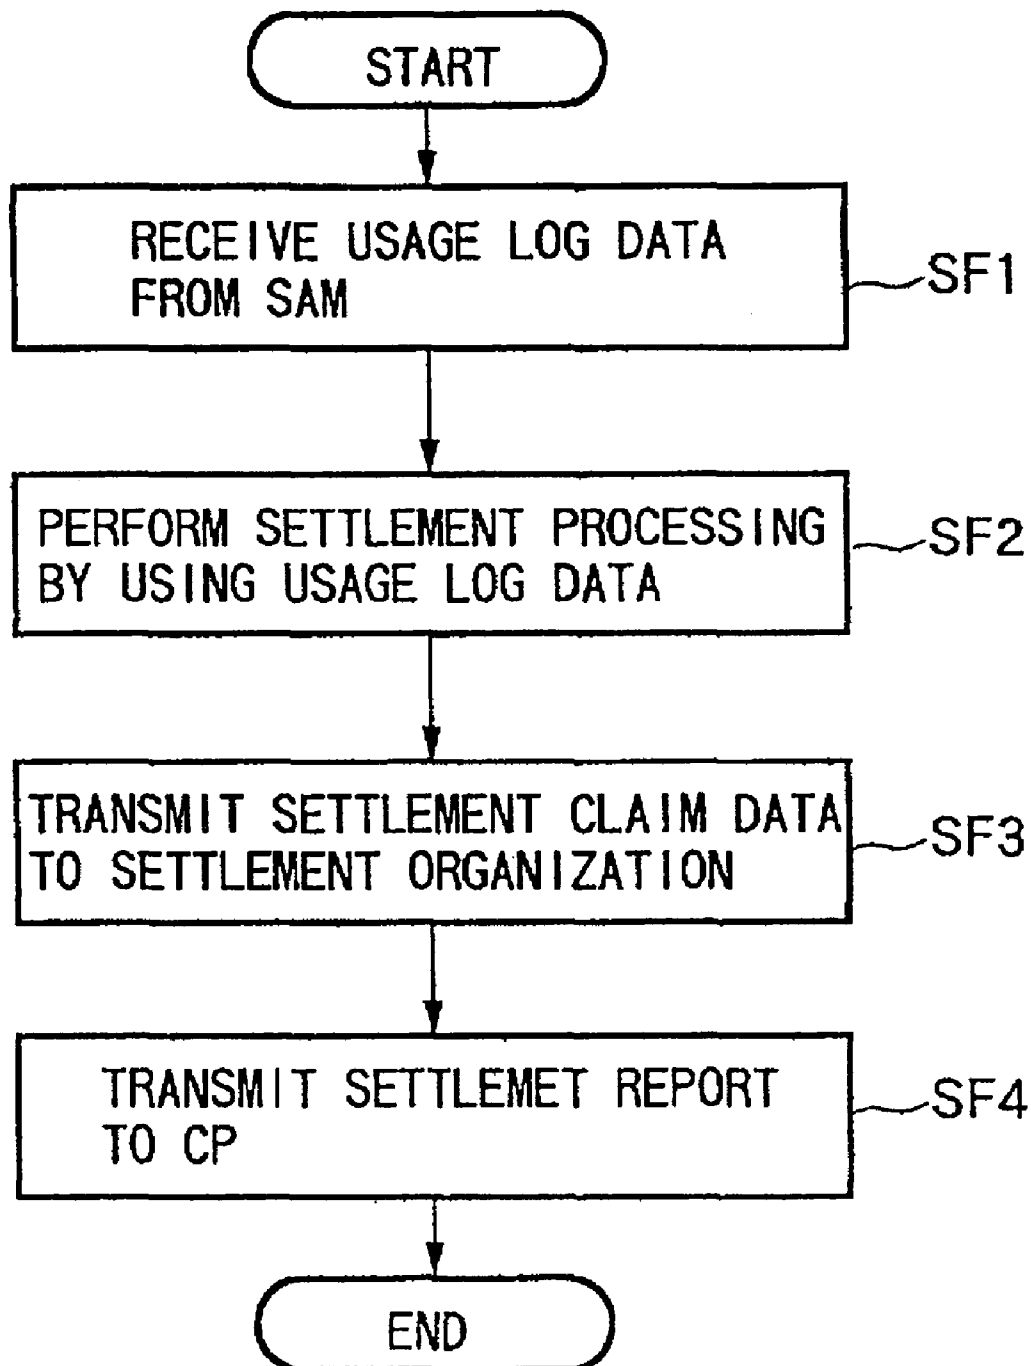 START
RECEIVE USAGE LOG DATA
FROM SAM
SF1
PERFORM SETTLEMENT PROCESSING
BY USING USAGE LOG DATA
SF2
TRANSMIT SETTLEMENT CLAIM DATA
TO SETTLEMENT ORGANIZATION
SF3
TRANSMIT SETTLEMET REPORT
TO CP
SF4
END